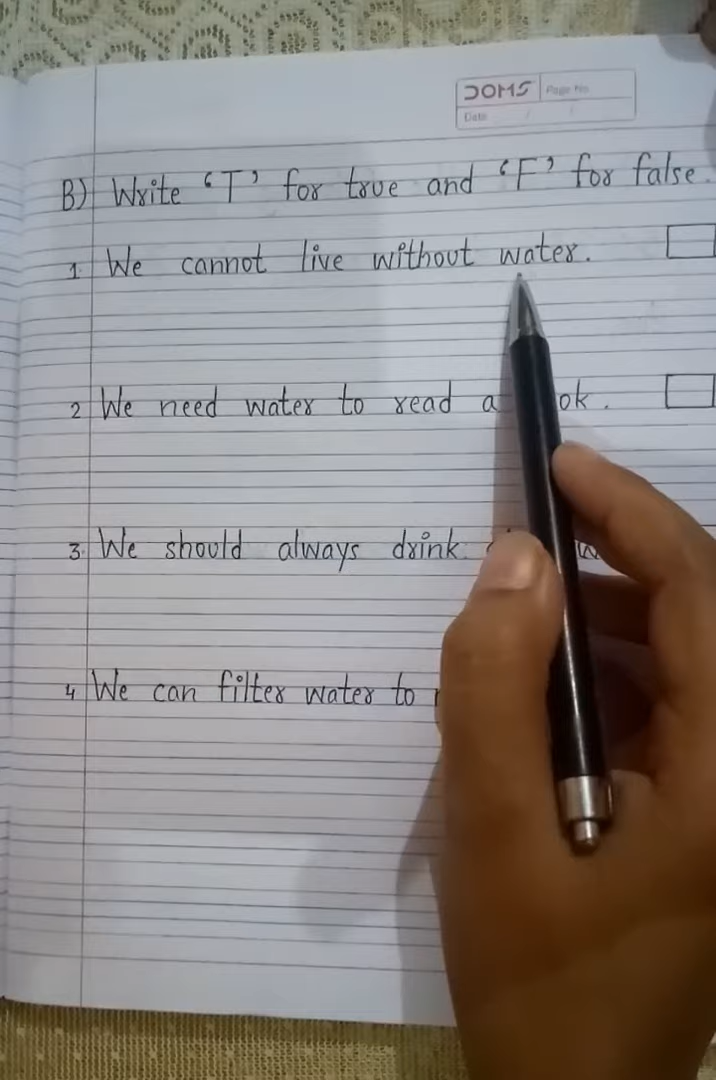 DOMS
Page No
Date / /
B) Write 'T' for true and 'F' for false.
1. We cannot live without water.
2 We need water to read a
3. We should always drink
4 We can filter water to